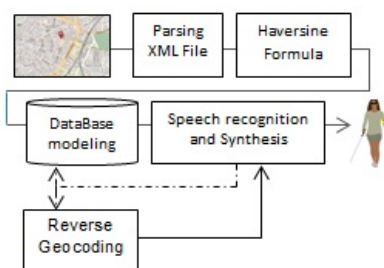 Parsing
XML File
Haversine
Formula
DataBase
modeling
Speech recognition
and Synthesis
Reverse
Geocoding